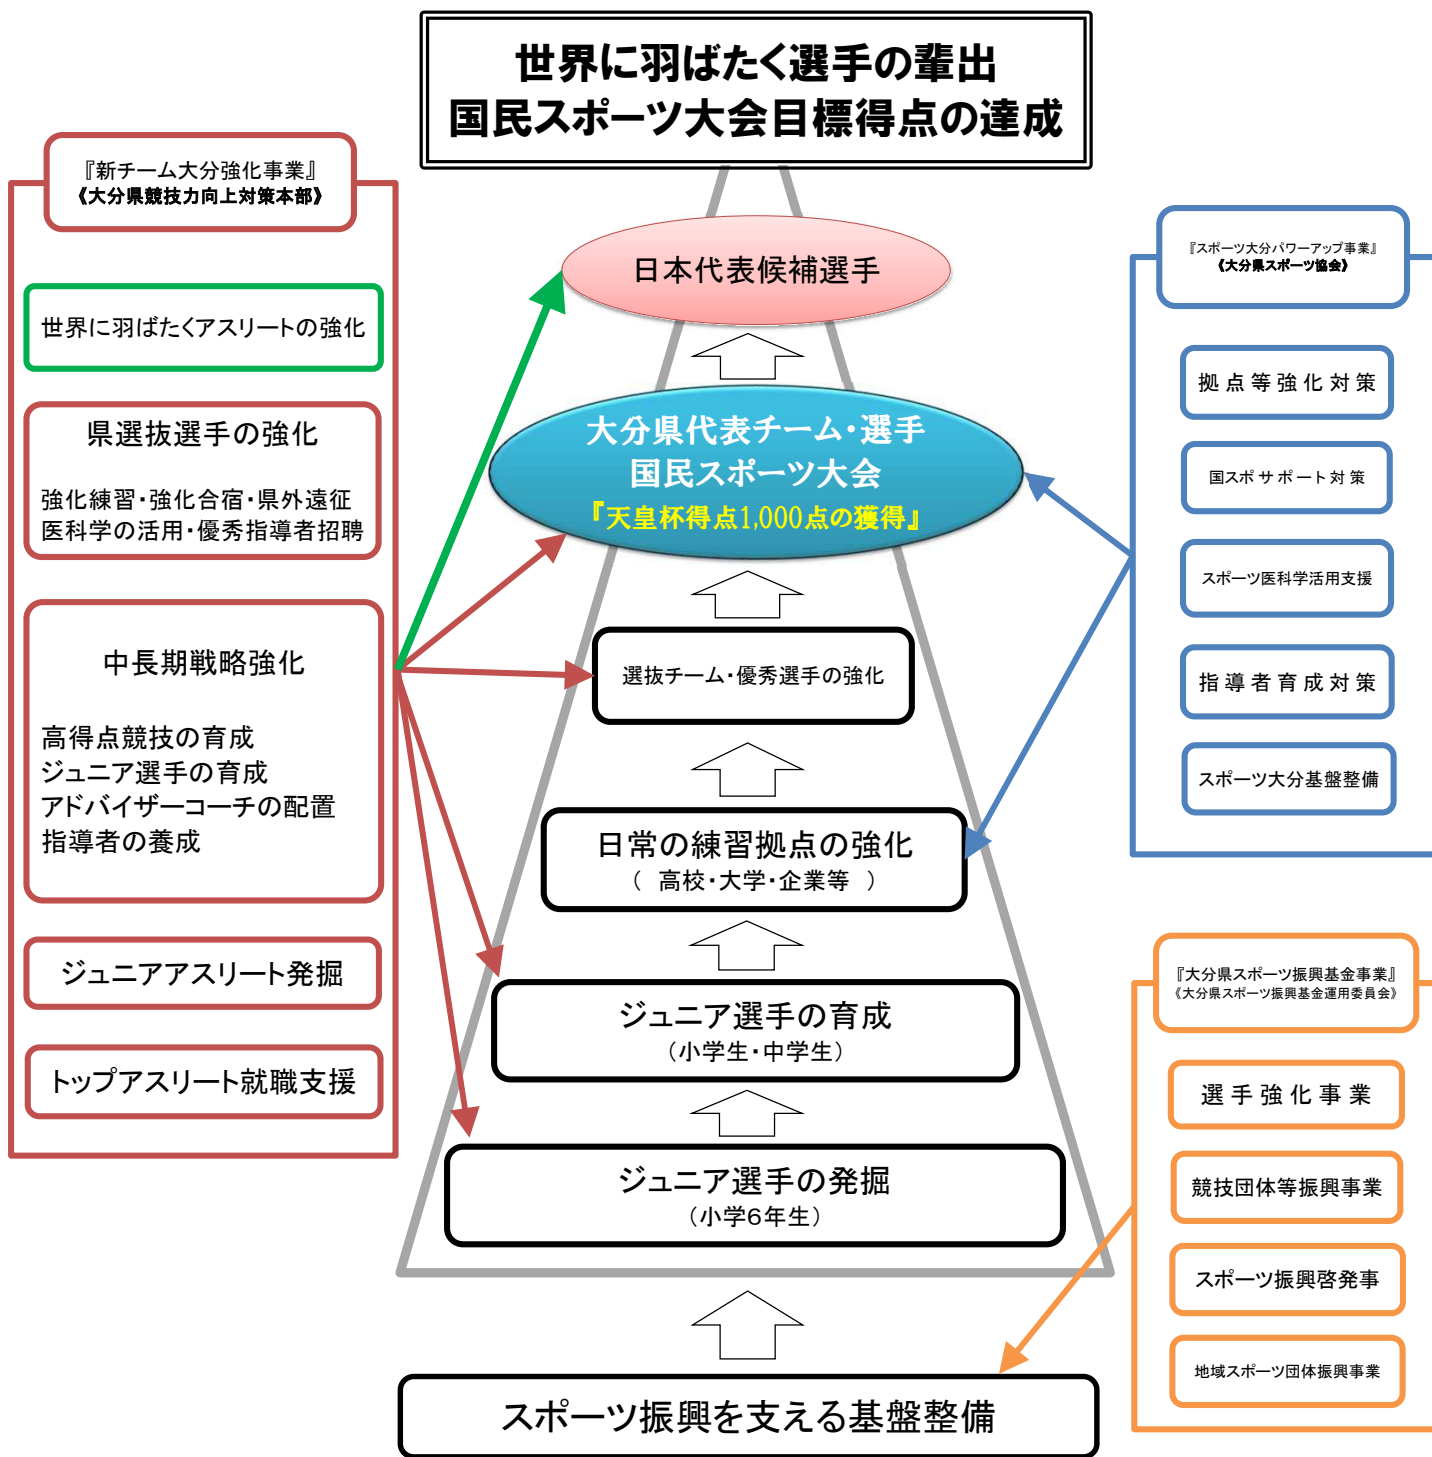 世界に羽ばたく選手の輩出
国民スポーツ大会目標得点の達成
『新チーム大分強化事業』
《大分県競技力向上対策本部》
世界に羽ばたくアスリートの強化
県選抜選手の強化
強化練習・強化合宿・県外遠征
医科学の活用・優秀指導者招聘
中長期戦略強化
高得点競技の育成
ジュニア選手の育成
アドバイザーコーチの配置
指導者の養成
ジュニアアスリート発掘
トップアスリート就職支援
日本代表候補選手
大分県代表チーム・選手
国民スポーツ大会
『天皇杯得点1,000点の獲得』
選抜チーム・優秀選手の強化
日常の練習拠点の強化
（　高校・大学・企業等　）
ジュニア選手の育成
（小学生・中学生）
ジュニア選手の発掘
（小学６年生）
スポーツ振興を支える基盤整備
『スポーツ大分パワーアップ事業』
《大分県スポーツ協会》
拠点等強化対策
国スポサポート対策
スポーツ医科学活用支援
指導者育成対策
スポーツ大分基盤整備
『大分県スポーツ振興基金事業』
《大分県スポーツ振興基金運用委員会》
選手強化事業
競技団体等振興事業
スポーツ振興啓発事
地域スポーツ団体振興事業